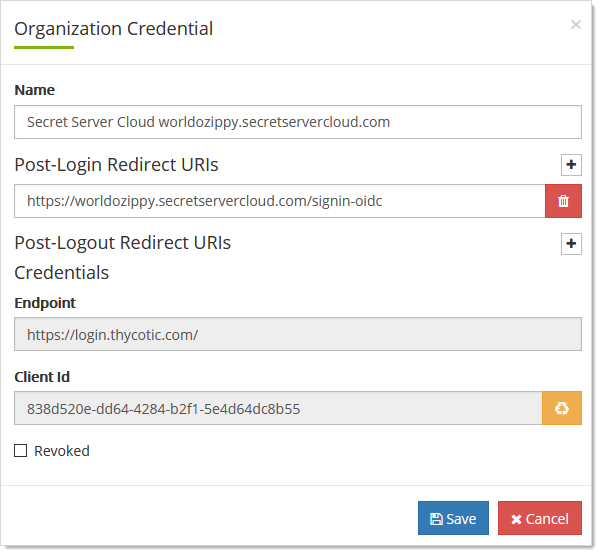 Organization Credential
Name
Secret Server Cloud worldozippy.secretservercloud.com
Post-Login Redirect URIs
https://worldozippy.secretservercloud.com/signin-oidc
Post-Logout Redirect URIs
Credentials
Endpoint
https://login.thycotic.com/
Client Id
838d520e-dd64-4284-b2f1-5e4d64dc8b55
Revoked
Save
Cancel